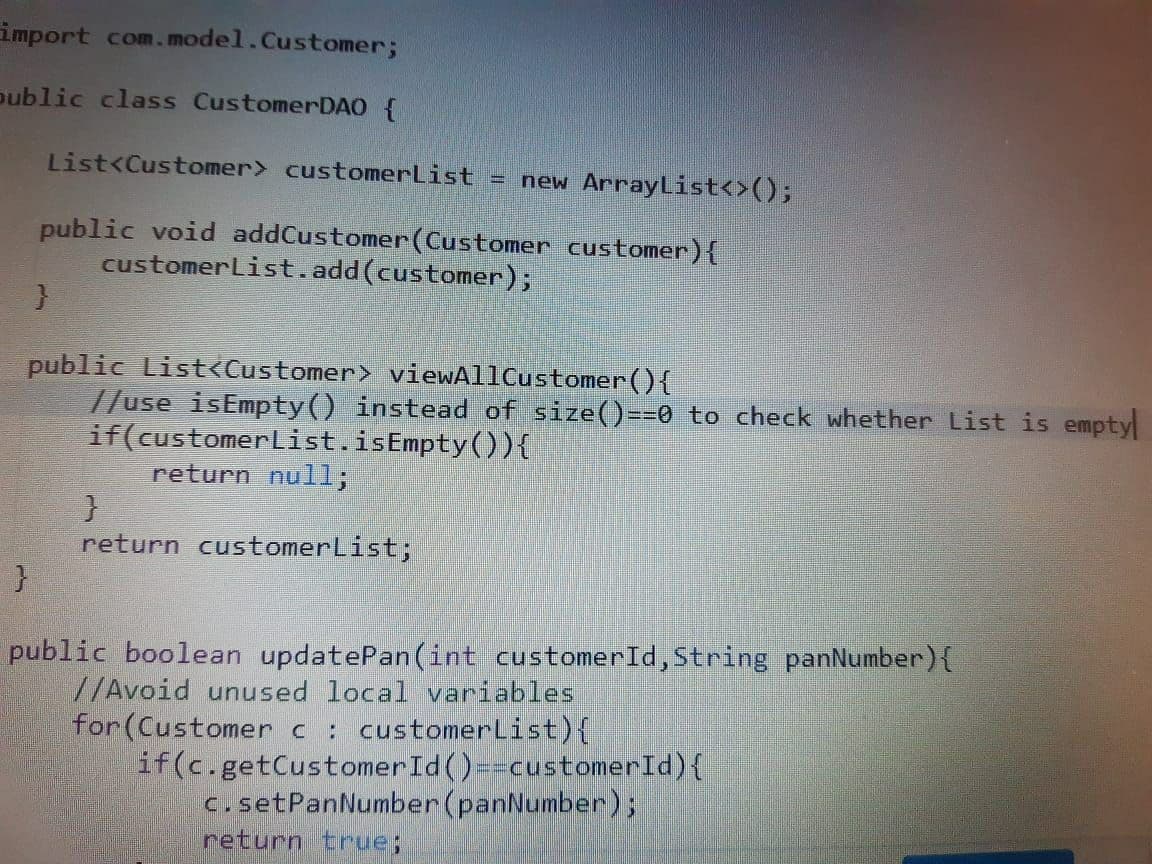 import com.model.Customer;
public class CustomerDAO {
List<Customer> customerList = new ArrayList<>();
public void addCustomer(Customer customer){
customerList.add(customer);
}
public List<Customer> viewAllCustomer(){
//use isEmpty() instead of size()==0 to check whether List is empty
if(customerList.isEmpty()){
return null;
}
return customerList;
}
public boolean updatePan(int customerId,String panNumber){
//Avoid unused local variables
for(Customer c : customerList){
if(c.getCustomerId()==customerId){
c.setPanNumber(panNumber);
return true;